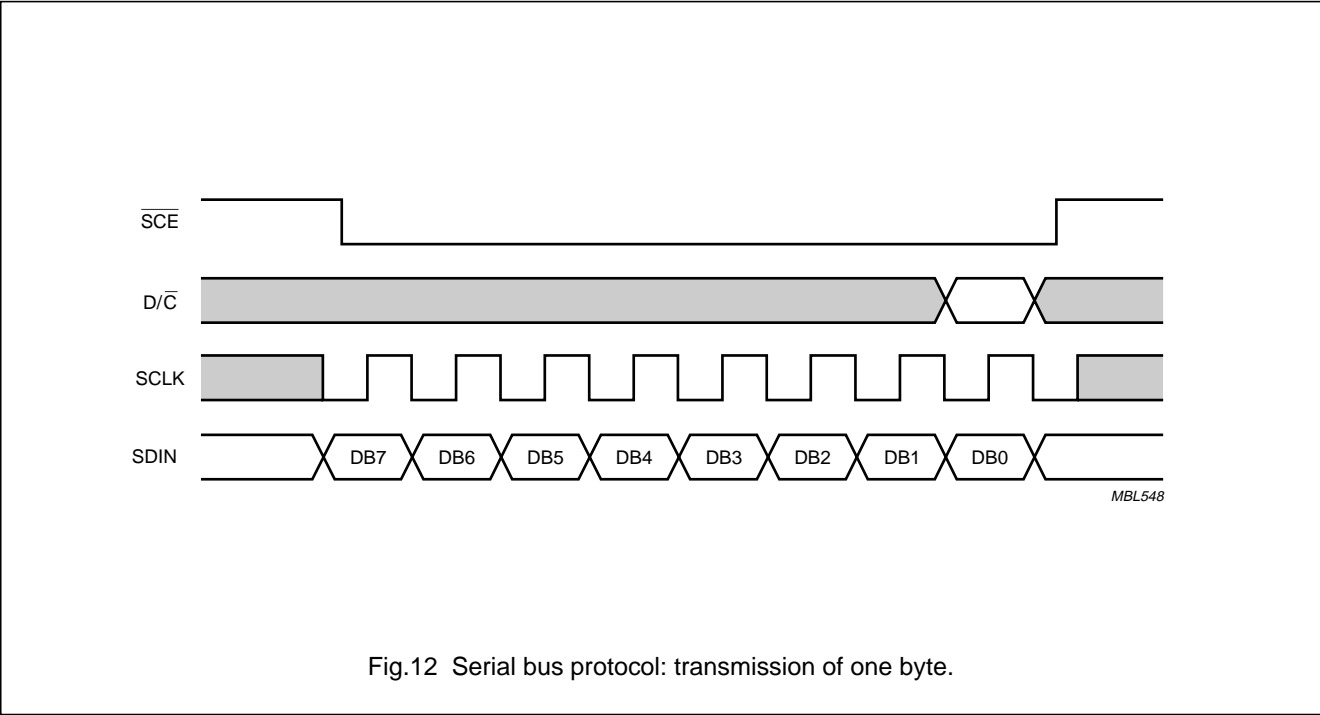 S̅C̅E̅
D/C̅
SCLK
SDIN DB7 DB6 DB5 DB4 DB3 DB2 DB1 DB0
MBL548
Fig.12 Serial bus protocol: transmission of one byte.